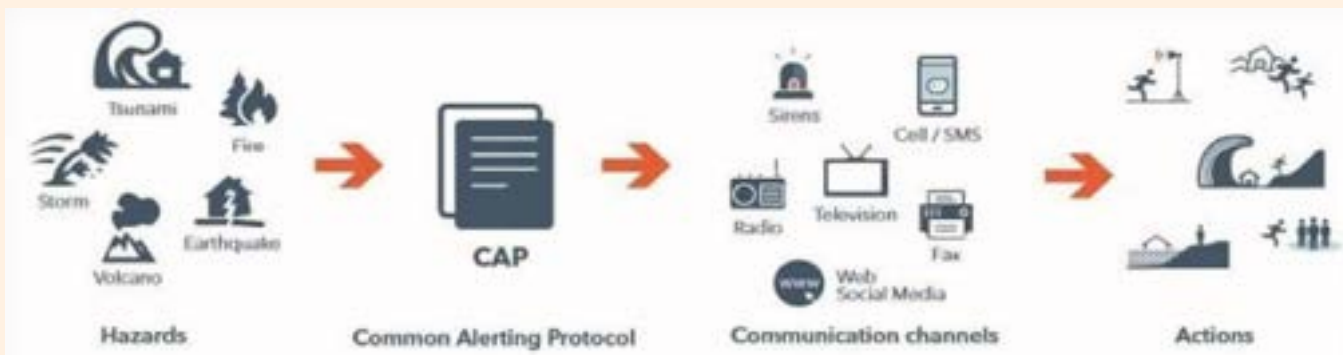 Tsunami
Fire
Storm
Volcano
Earthquake
Hazards
CAP
Common Alerting Protocol
Sirens
Cell / SMS
Radio
Television
Fax
www
Web
Social Media
Communication channels
Actions